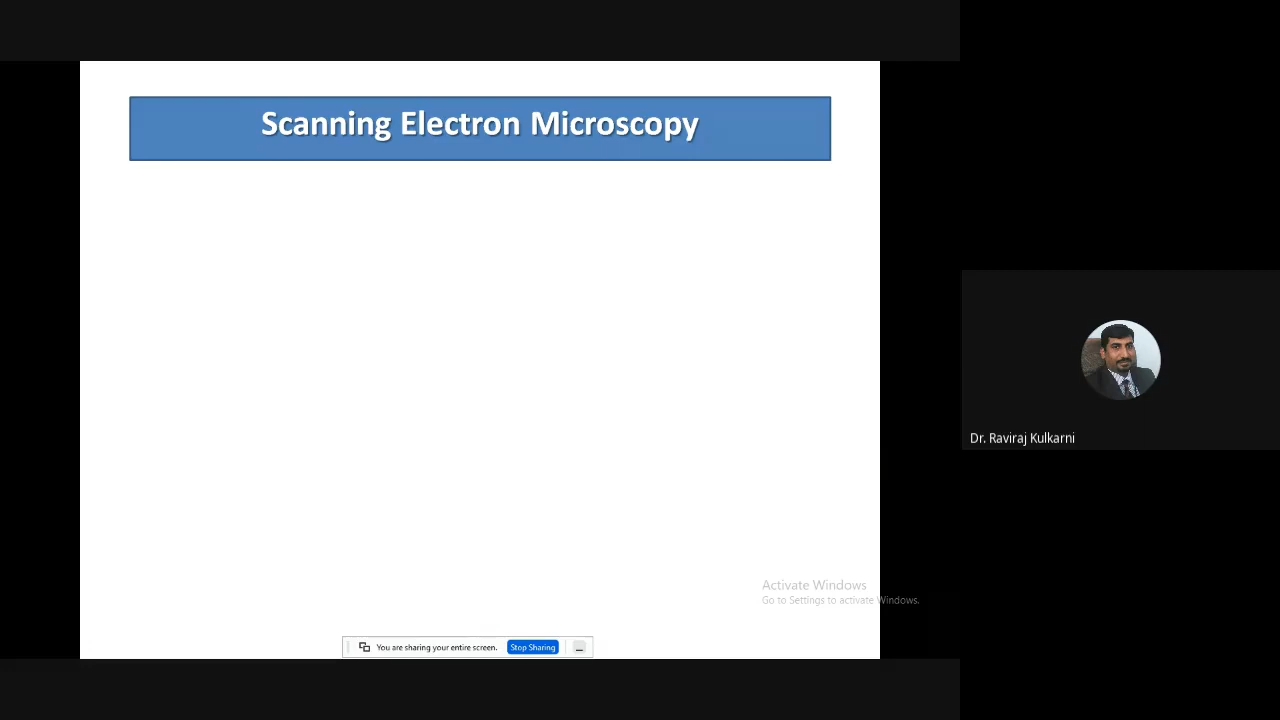 Scanning Electron Microscopy
Dr. Raviraj Kulkarni
Activate Windows
Go to Settings to activate Windows.
You are sharing your entire screen.
Stop Sharing